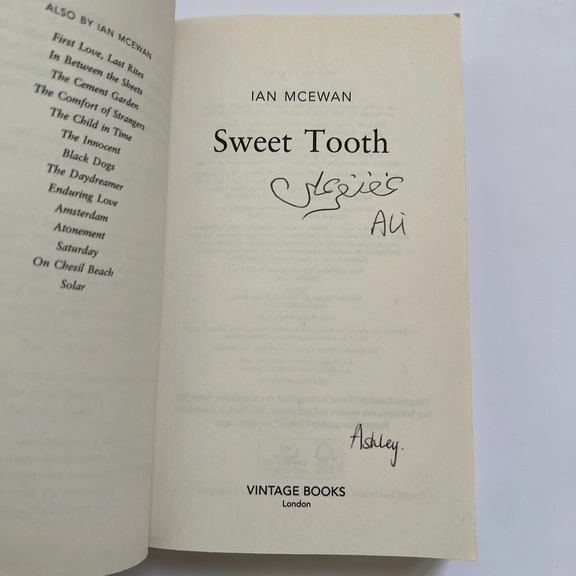 ALSO BY IAN MCEWAN
First Love, Last Rites
In Between the Sheets
The Cement Garden
The Comfort of Strangers
The Child in Time
The Innocent
Black Dogs
The Daydreamer
Enduring Love
Amsterdam
Atonement
Saturday
On Chesil Beach
Solar
IAN MCEWAN
Sweet Tooth
Ali
Ashley.
VINTAGE BOOKS
London